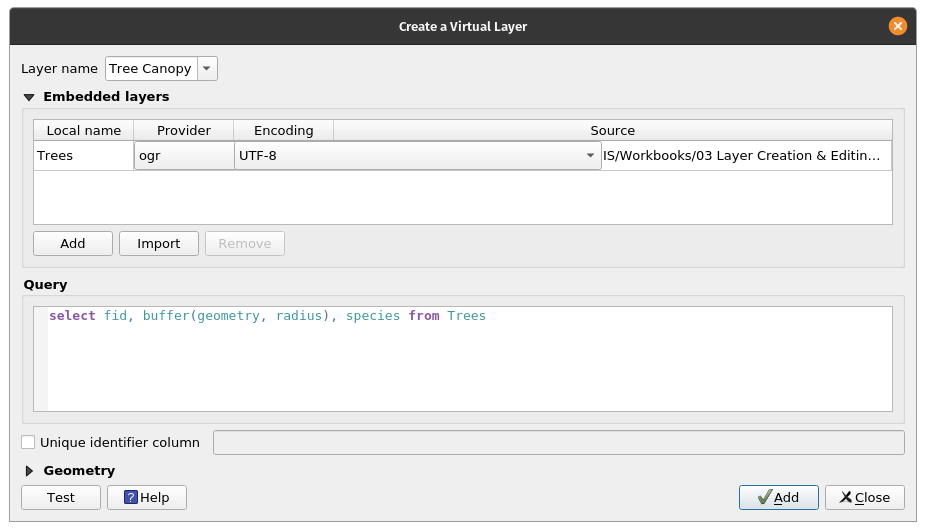 Create a Virtual Layer
Layer name Tree Canopy
Embedded layers
Local name Provider Encoding Source
Trees ogr UTF-8 IS/Workbooks/03 Layer Creation & Editin...
Add Import Remove
Query
select fid, buffer(geometry, radius), species from Trees
Unique identifier column
Geometry
Test ? Help Add Close